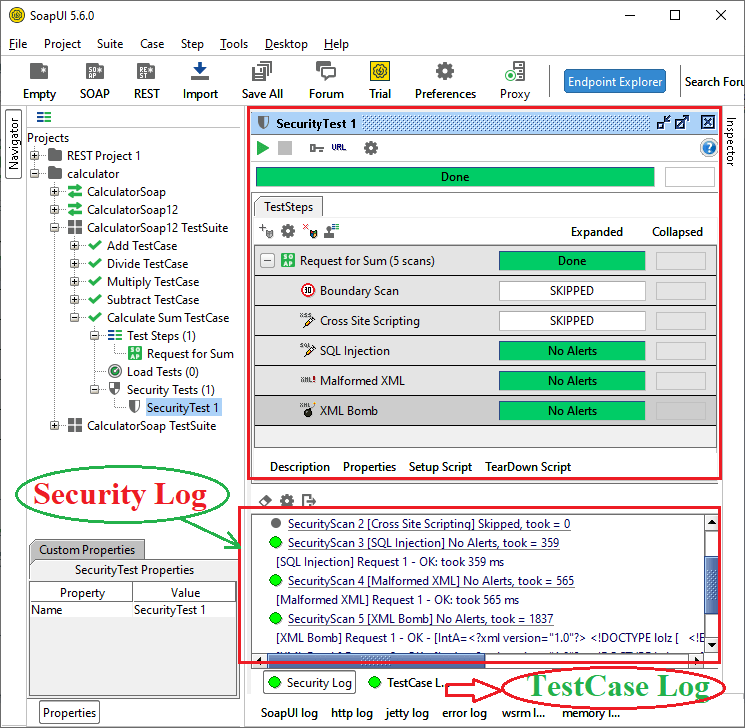 SoapUI 5.6.0
File Project Suite Case Step Tools Desktop Help
Empty SOAP REST Import Save All Forum Trial Preferences Proxy Endpoint Explorer Search Foru
Navigator
Projects
REST Project 1
calculator
CalculatorSoap
CalculatorSoap12
CalculatorSoap12 TestSuite
Add TestCase
Divide TestCase
Multiply TestCase
Subtract TestCase
Calculate Sum TestCase
Test Steps (1)
Request for Sum
Load Tests (0)
Security Tests (1)
SecurityTest 1
CalculatorSoap TestSuite
Security Log
Custom Properties
SecurityTest Properties
Property Value
Name SecurityTest 1
Properties
SecurityTest 1
Inspector
URL
Done
TestSteps
Expanded Collapsed
Request for Sum (5 scans) Done
Boundary Scan SKIPPED
Cross Site Scripting SKIPPED
SQL Injection No Alerts
Malformed XML No Alerts
XML Bomb No Alerts
Description Properties Setup Script TearDown Script
SecurityScan 2 [Cross Site Scripting] Skipped, took = 0
SecurityScan 3 [SQL Injection] No Alerts, took = 359
[SQL Injection] Request 1 - OK: took 359 ms
SecurityScan 4 [Malformed XML] No Alerts, took = 565
[Malformed XML] Request 1 - OK: took 565 ms
SecurityScan 5 [XML Bomb] No Alerts, took = 1837
[XML Bomb] Request 1 - OK - [IntA=<?xml version="1.0"?> <!DOCTYPE lolz [ <!E
Security Log TestCase L...
TestCase Log
SoapUI log http log jetty log error log wsrm l... memory l...